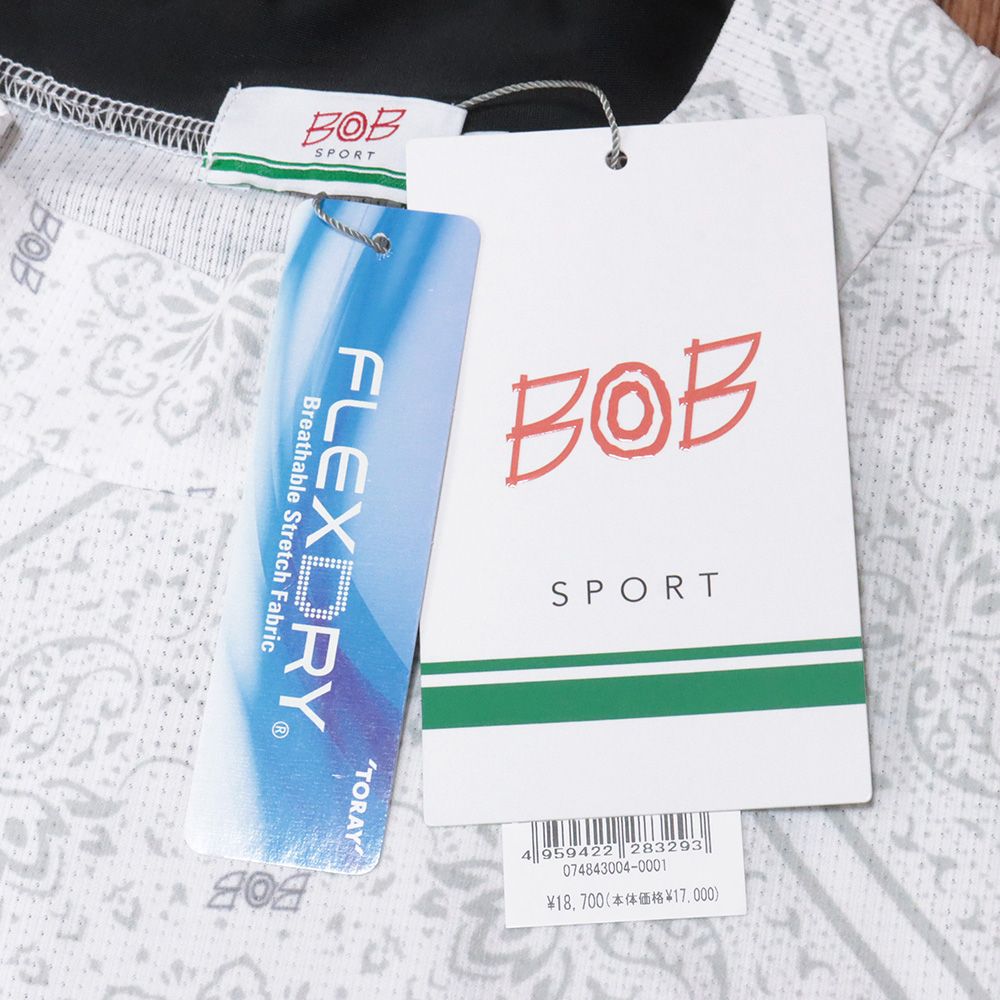 BOB
SPORT
BOB
FLEXDRY®
Breathable Stretch Fabric
'TORAY'
BOB
SPORT
4 959422 283293
074843004-0001
¥18,700(本体価格¥17,000)
BOB